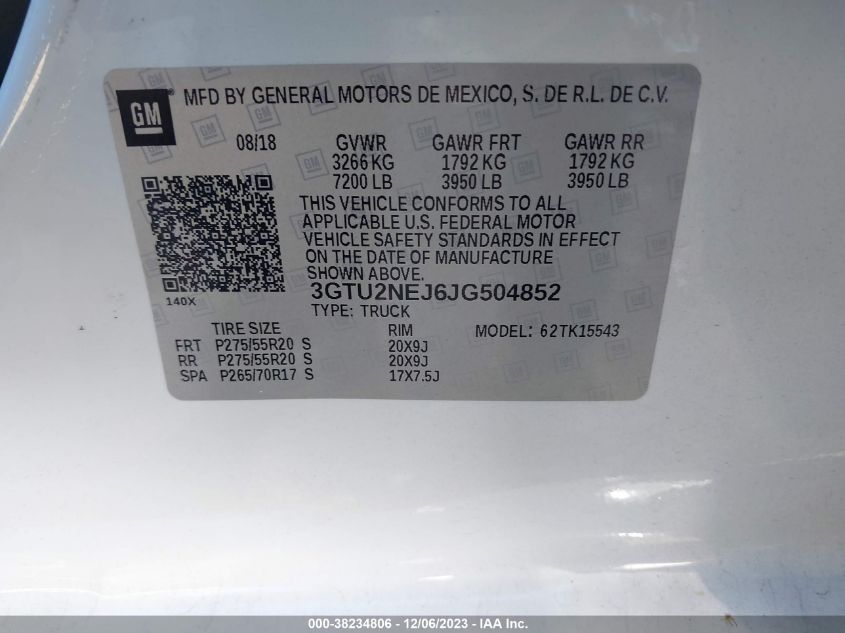 GM
MFD BY GENERAL MOTORS DE MEXICO, S. DE R.L. DE C.V.
08/18 GVWR GAWR FRT GAWR RR
3266 KG 1792 KG 1792 KG
7200 LB 3950 LB 3950 LB
THIS VEHICLE CONFORMS TO ALL
APPLICABLE U.S. FEDERAL MOTOR
VEHICLE SAFETY STANDARDS IN EFFECT
ON THE DATE OF MANUFACTURE
SHOWN ABOVE.
140X
3GTU2NEJ6JG504852
TYPE: TRUCK
TIRE SIZE RIM MODEL: 62TK15543
FRT P275/55R20 S 20X9J
RR P275/55R20 S 20X9J
SPA P265/70R17 S 17X7.5J
000-38234806 - 12/06/2023 - IAA Inc.